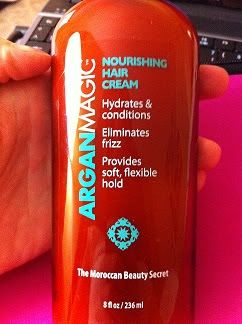 ARGANMAGIC
NOURISHING
HAIR
CREAM
Hydrates &
conditions
Eliminates
frizz
Provides
soft, flexible
hold
The Moroccan Beauty Secret
8 fl oz / 236 ml